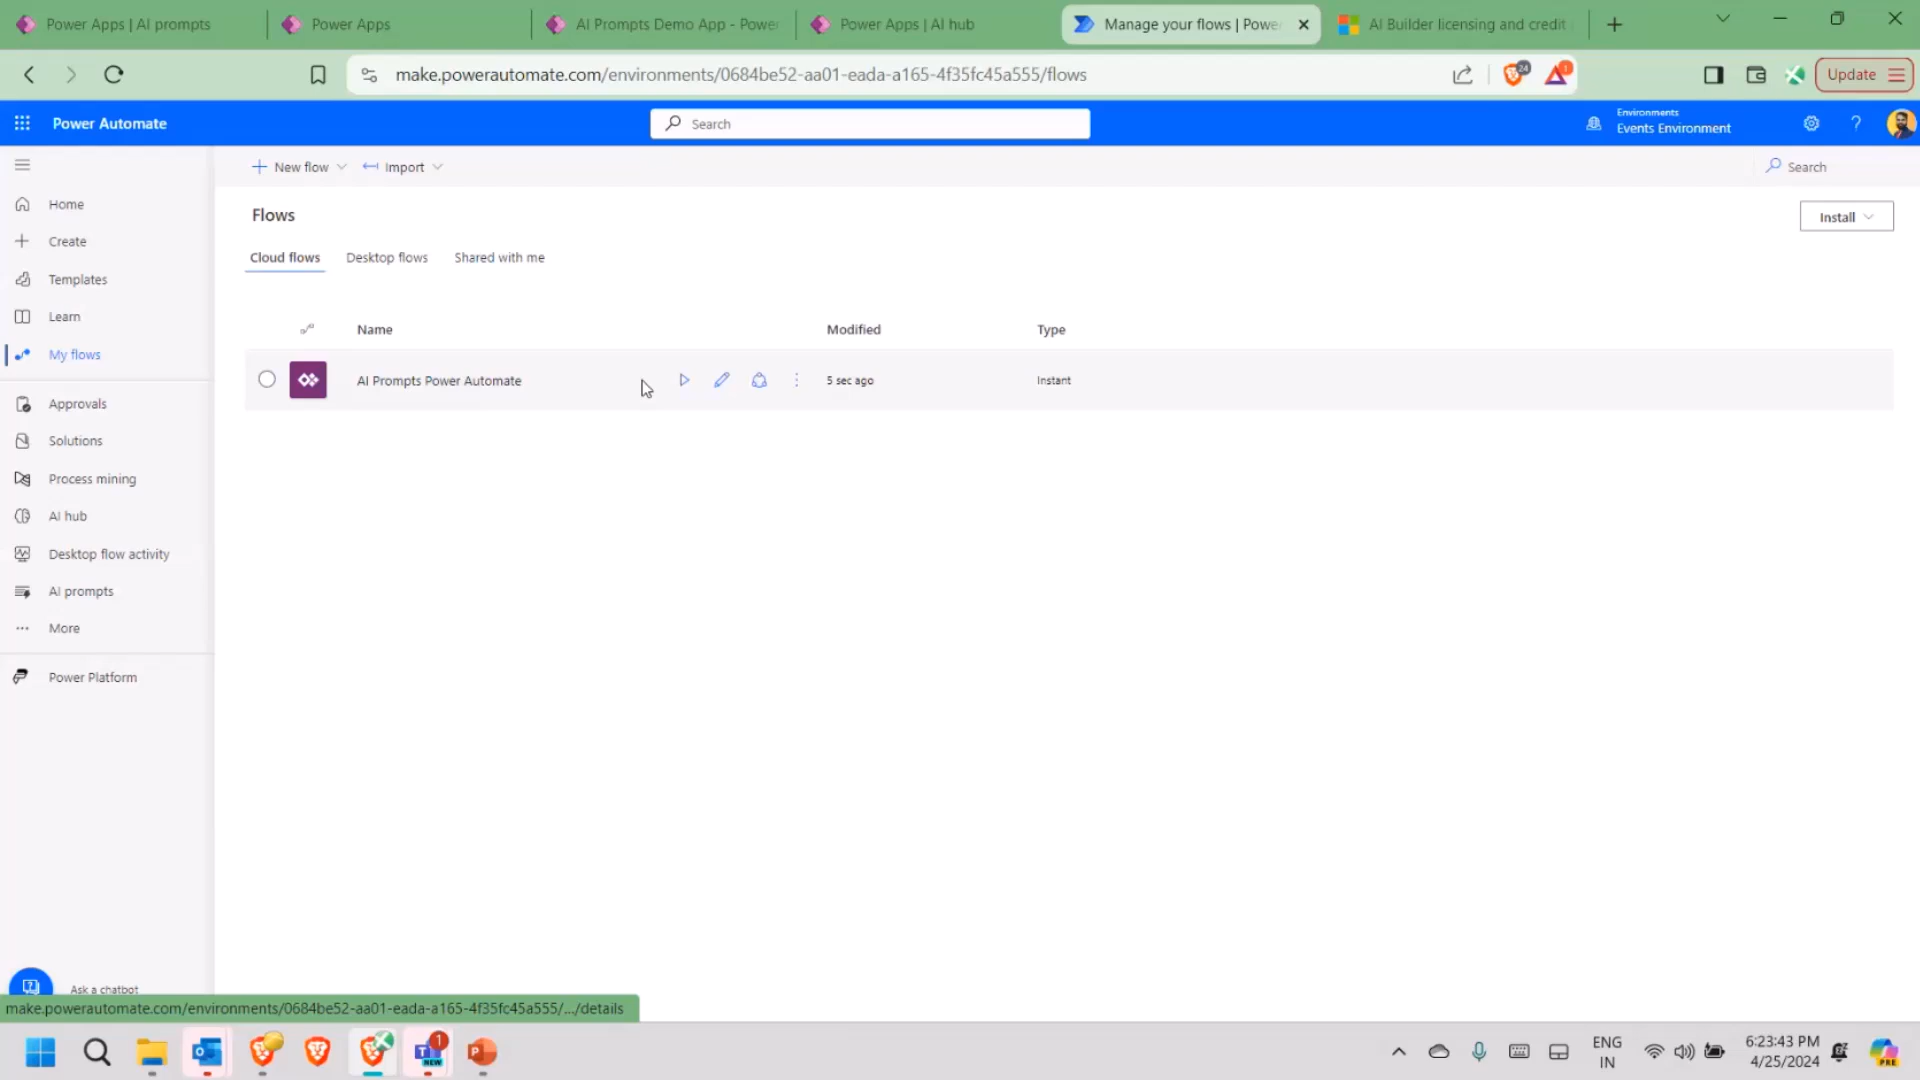 Power Apps | AI prompts
Power Apps
AI Prompts Demo App - Power
Power Apps | AI hub
Manage your flows | Power
AI Builder licensing and credit
make.powerautomate.com/environments/0684be52-aa01-eada-a165-4f35fc45a555/flows
24
1
Update
Power Automate
Search
Environments
Events Environment
?
New flow
Import
Search
Home
Create
Templates
Learn
My flows
Approvals
Solutions
Process mining
AI hub
Desktop flow activity
AI prompts
More
Power Platform
Ask a chatbot
Flows
Install
Cloud flows
Desktop flows
Shared with me
Name
Modified
Type
AI Prompts Power Automate
5 sec ago
Instant
make.powerautomate.com/environments/0684be52-aa01-eada-a165-4f35fc45a555/.../details
1
NEW
ENG
IN
6:23:43 PM
4/25/2024
PRE